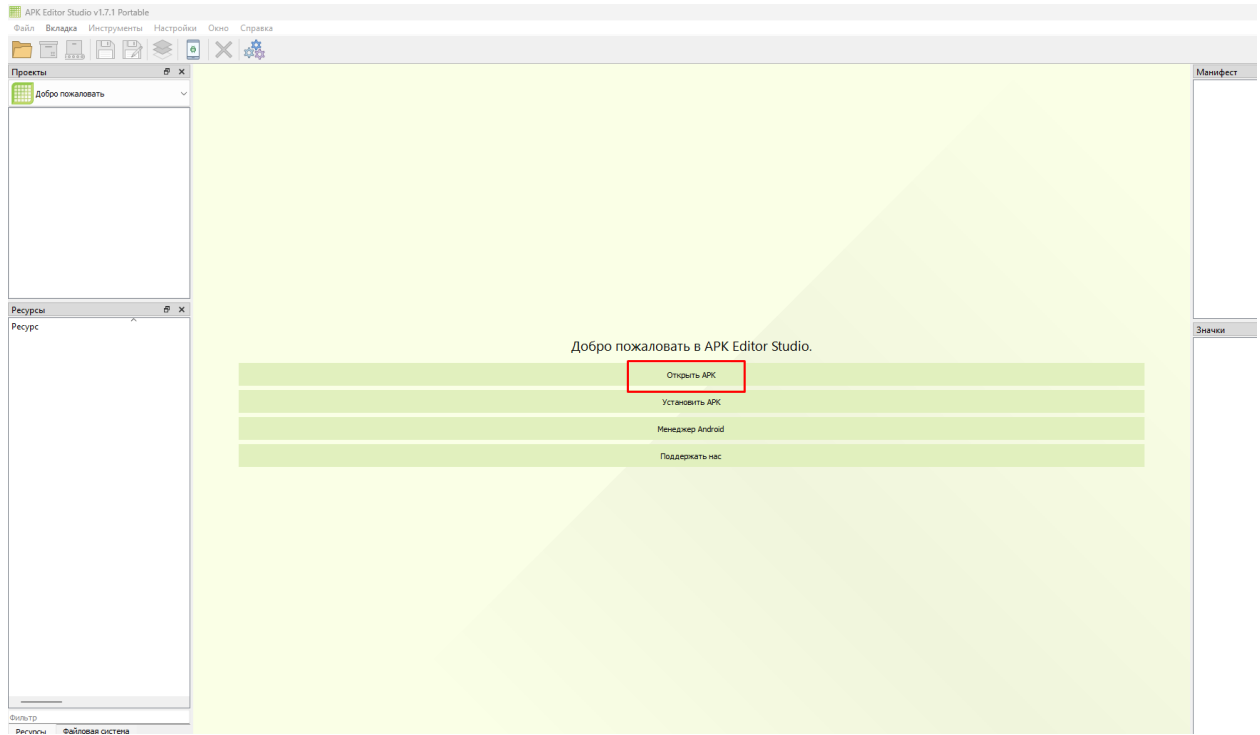 APK Editor Studio v1.7.1 Portable
Файл Вкладка Инструменты Настройки Окно Справка
Проекты
Добро пожаловать
Ресурсы
Ресурс
Добро пожаловать в APK Editor Studio.
Открыть APK
Установить APK
Менеджер Android
Поддержать нас
Манифест
Значки
Фильтр
Ресурсы Файловая система